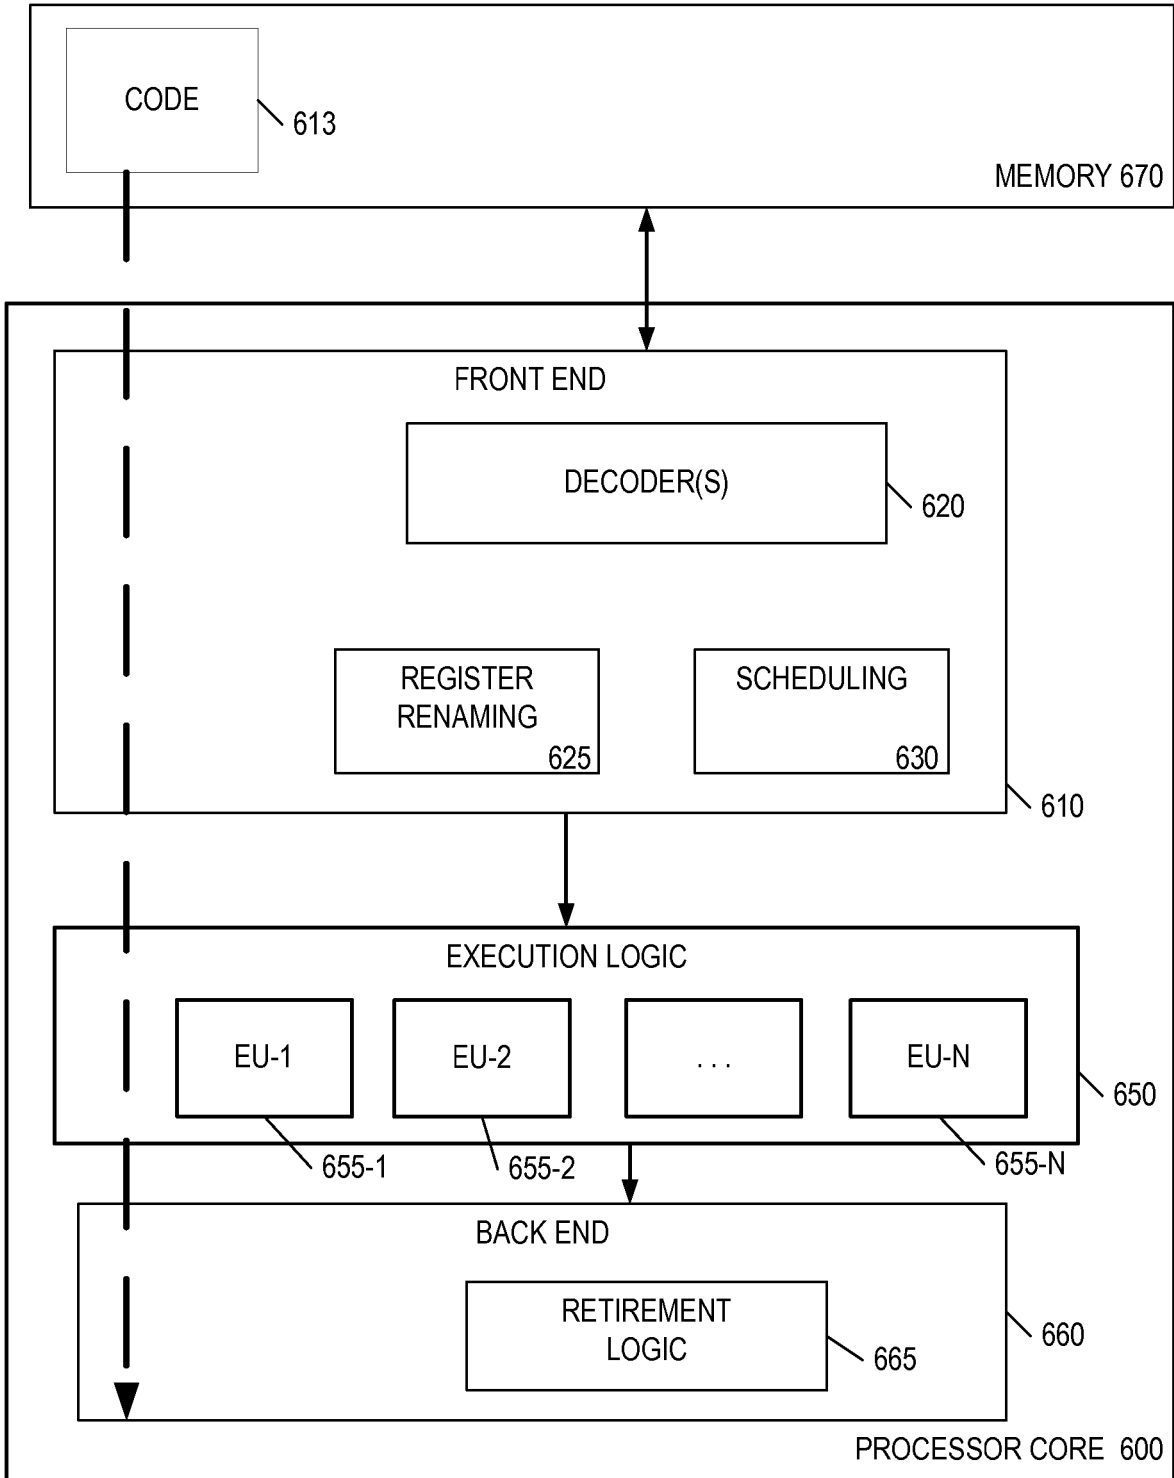 CODE
613
MEMORY 670
FRONT END
DECODER(S)
620
REGISTER
RENAMING
625
SCHEDULING
630
610
EXECUTION LOGIC
EU-1
EU-2
. . .
EU-N
650
655-1
655-2
655-N
BACK END
RETIREMENT
LOGIC
665
660
PROCESSOR CORE 600